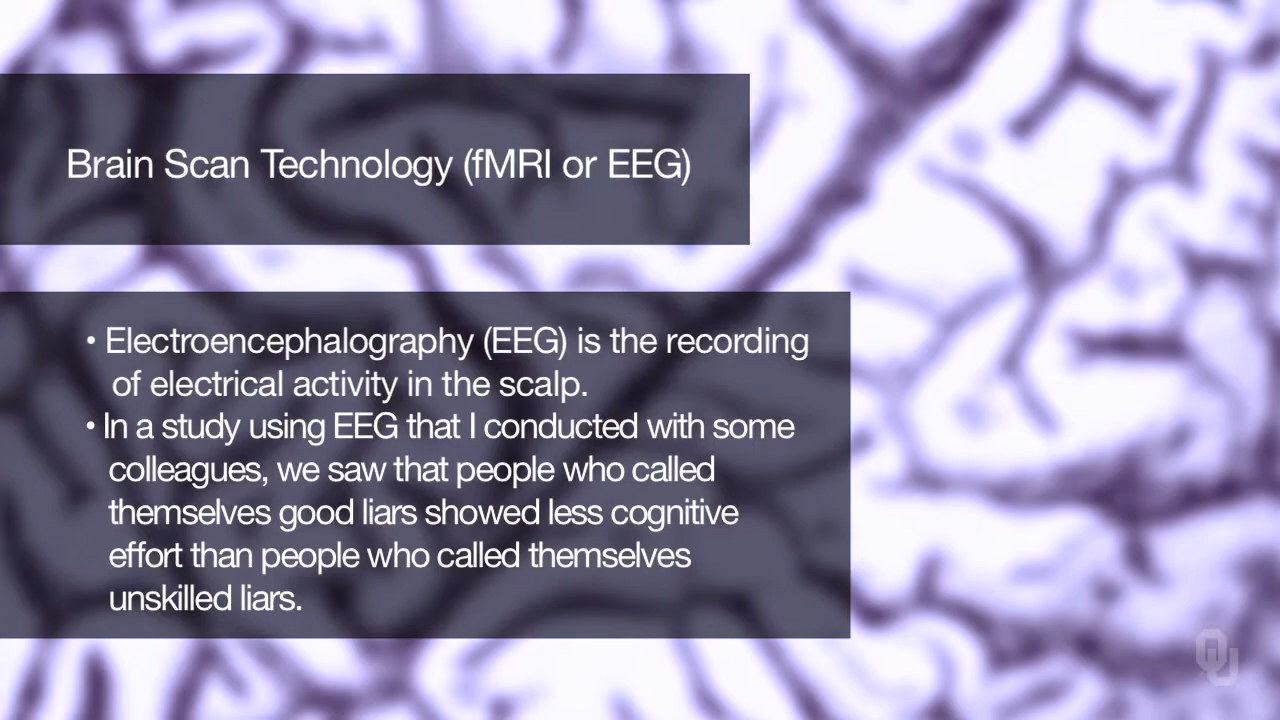 Brain Scan Technology (fMRI or EEG)
• Electroencephalography (EEG) is the recording
of electrical activity in the scalp.
• In a study using EEG that I conducted with some
colleagues, we saw that people who called
themselves good liars showed less cognitive
effort than people who called themselves
unskilled liars.
OU